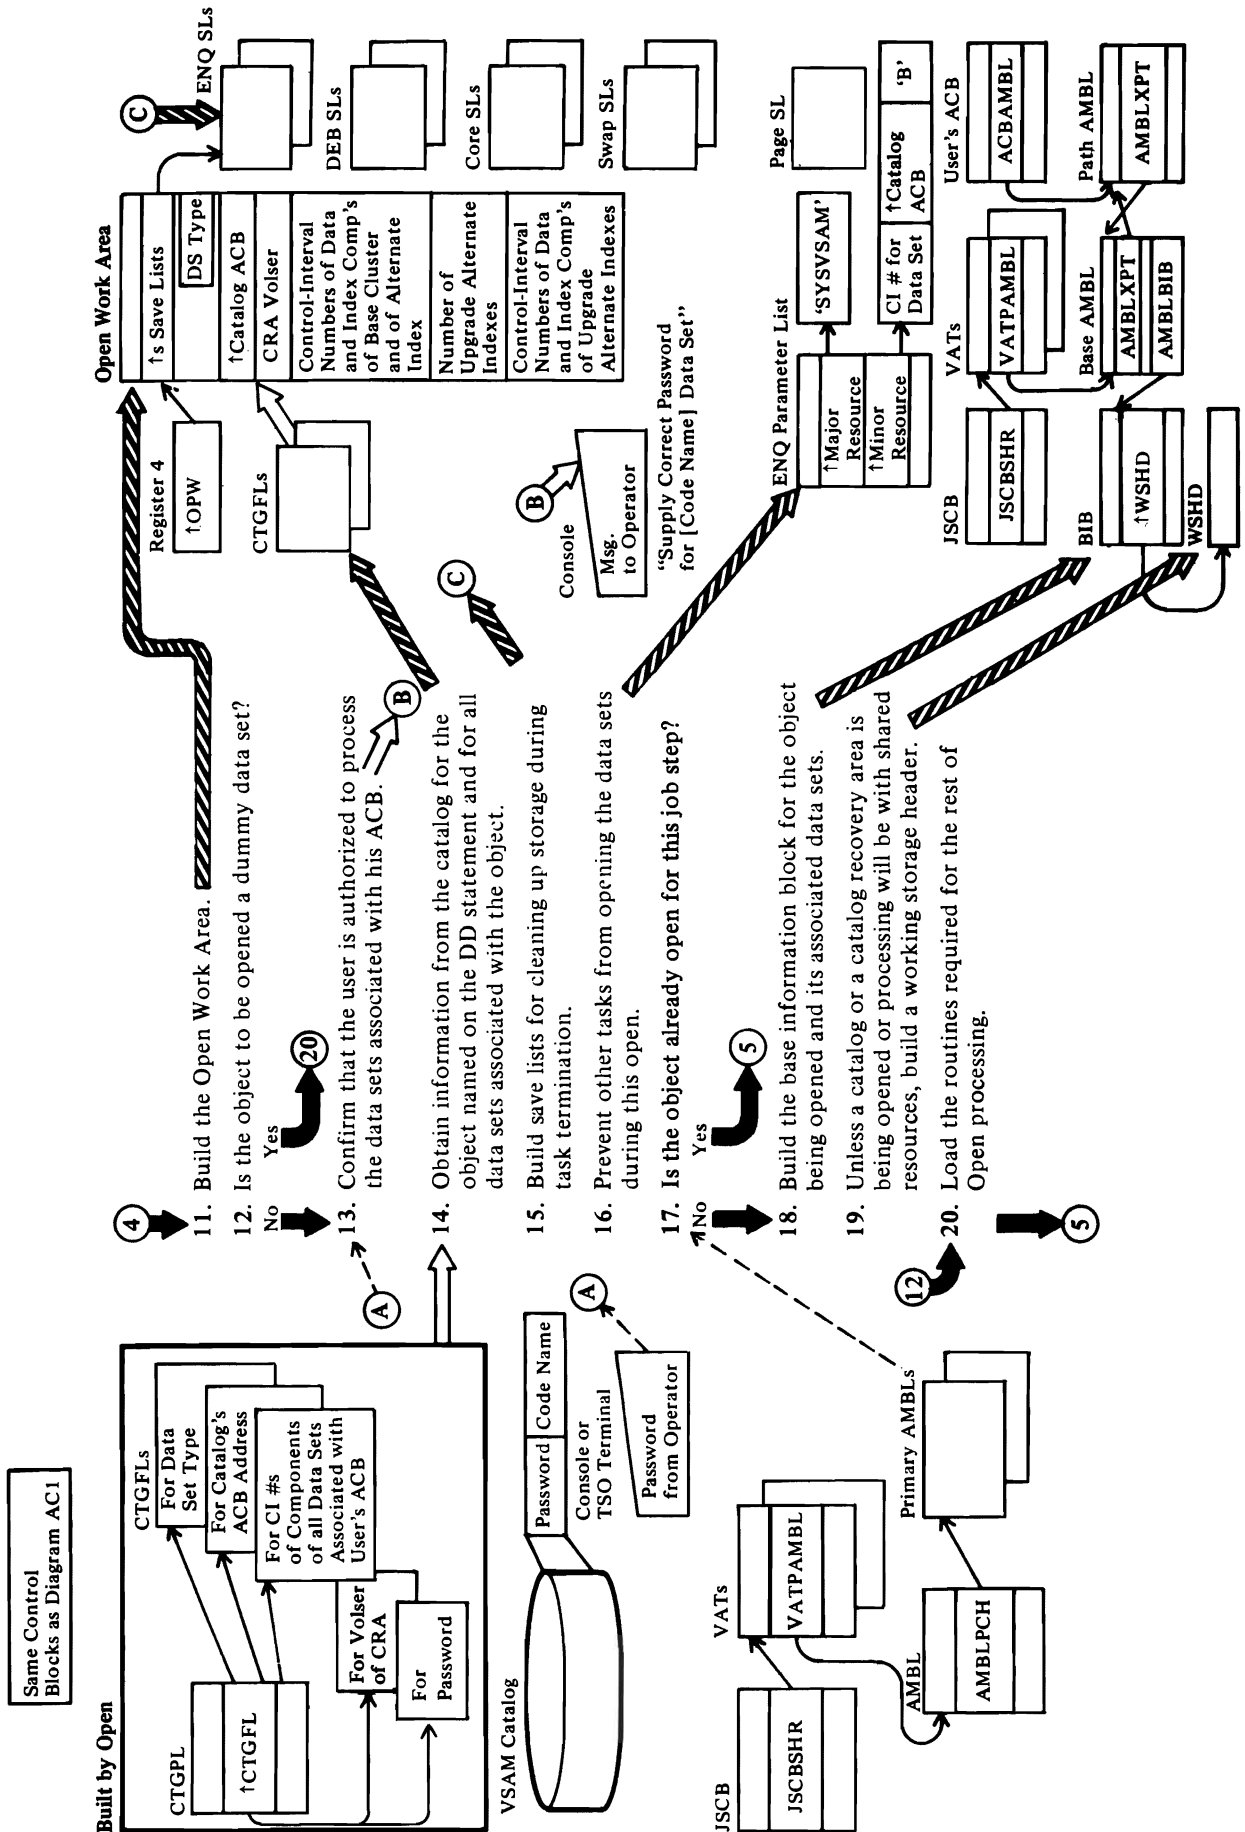 Same Control
Blocks as Diagram AC1
Built by Open
CTGPL
↑CTGFL
CTGFLs
For Data
Set Type
For Catalog's
ACB Address
For CI #s
of Components
of all Data Sets
Associated with
User's ACB
For Volser
of CRA
For
Password
VSAM Catalog
Password
Code Name
Console or
TSO Terminal
Password
from Operator
A
JSCB
JSCBSHR
VATs
VATPAMBL
AMBL
AMBLPCH
Primary AMBLs
4
11. Build the Open Work Area.
12. Is the object to be opened a dummy data set?
No
Yes
20
13. Confirm that the user is authorized to process
the data sets associated with his ACB.
A
B
14. Obtain information from the catalog for the
object named on the DD statement and for all
data sets associated with the object.
15. Build save lists for cleaning up storage during
task termination.
C
16. Prevent other tasks from opening the data sets
during this open.
17. Is the object already open for this job step?
No
Yes
5
18. Build the base information block for the object
being opened and its associated data sets.
19. Unless a catalog or a catalog recovery area is
being opened or processing will be with shared
resources, build a working storage header.
12
20. Load the routines required for the rest of
Open processing.
5
Open Work Area
↑s Save Lists
DS Type
↑Catalog ACB
CRA Volser
Control-Interval
Numbers of Data
and Index Comp's
of Base Cluster
and of Alternate
Index
Number of
Upgrade Alternate
Indexes
Control-Interval
Numbers of Data
and Index Comp's
of Upgrade
Alternate Indexes
Register 4
↑OPW
CTGFLs
C
ENQ SLs
DEB SLs
Core SLs
Swap SLs
Page SL
B
Console
Msg.
to Operator
“Supply Correct Password
for [Code Name] Data Set”
ENQ Parameter List
↑Major
Resource
↑Minor
Resource
‘SYSVSAM’
CI # for
Data Set
↑Catalog
ACB
‘B’
JSCB
JSCBSHR
VATs
VATPAMBL
User's ACB
ACBAMBL
BIB
↑WSHD
Base AMBL
AMBLXPT
AMBLBIB
Path AMBL
AMBLXPT
WSHD